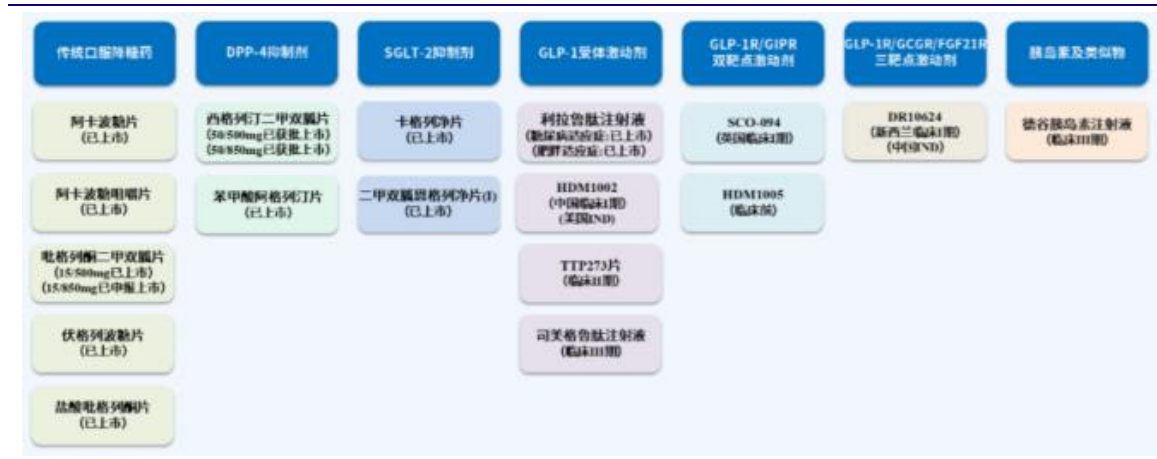 传统口服降糖药
DPP-4抑制剂
SGLT-2抑制剂
GLP-1受体激动剂
GLP-1R/GIPR
双靶点激动剂
GLP-1R/GCGR/FGF21R
三靶点激动剂
胰岛素及类似物
阿卡波糖片
(已上市)
西格列汀二甲双胍片
(50/500mg已获批上市)
(50/850mg已获批上市)
卡格列净片
(已上市)
利拉鲁肽注射液
(糖尿病适应症:已上市)
(肥胖适应症:已上市)
SCO-094
(英国临床I期)
DR10624
(新西兰临床I期)
(中国IND)
德谷胰岛素注射液
(临床III期)
阿卡波糖咀嚼片
(已上市)
苯甲酸阿格列汀片
(已上市)
二甲双胍恩格列净片(I)
(已上市)
HDM1002
(中国临床I期)
(美国IND)
HDM1005
(临床前)
吡格列酮二甲双胍片
(15/500mg已上市)
(15/850mg已申报上市)
TTP273片
(临床II期)
伏格列波糖片
(已上市)
司美格鲁肽注射液
(临床III期)
盐酸吡格列酮片
(已上市)